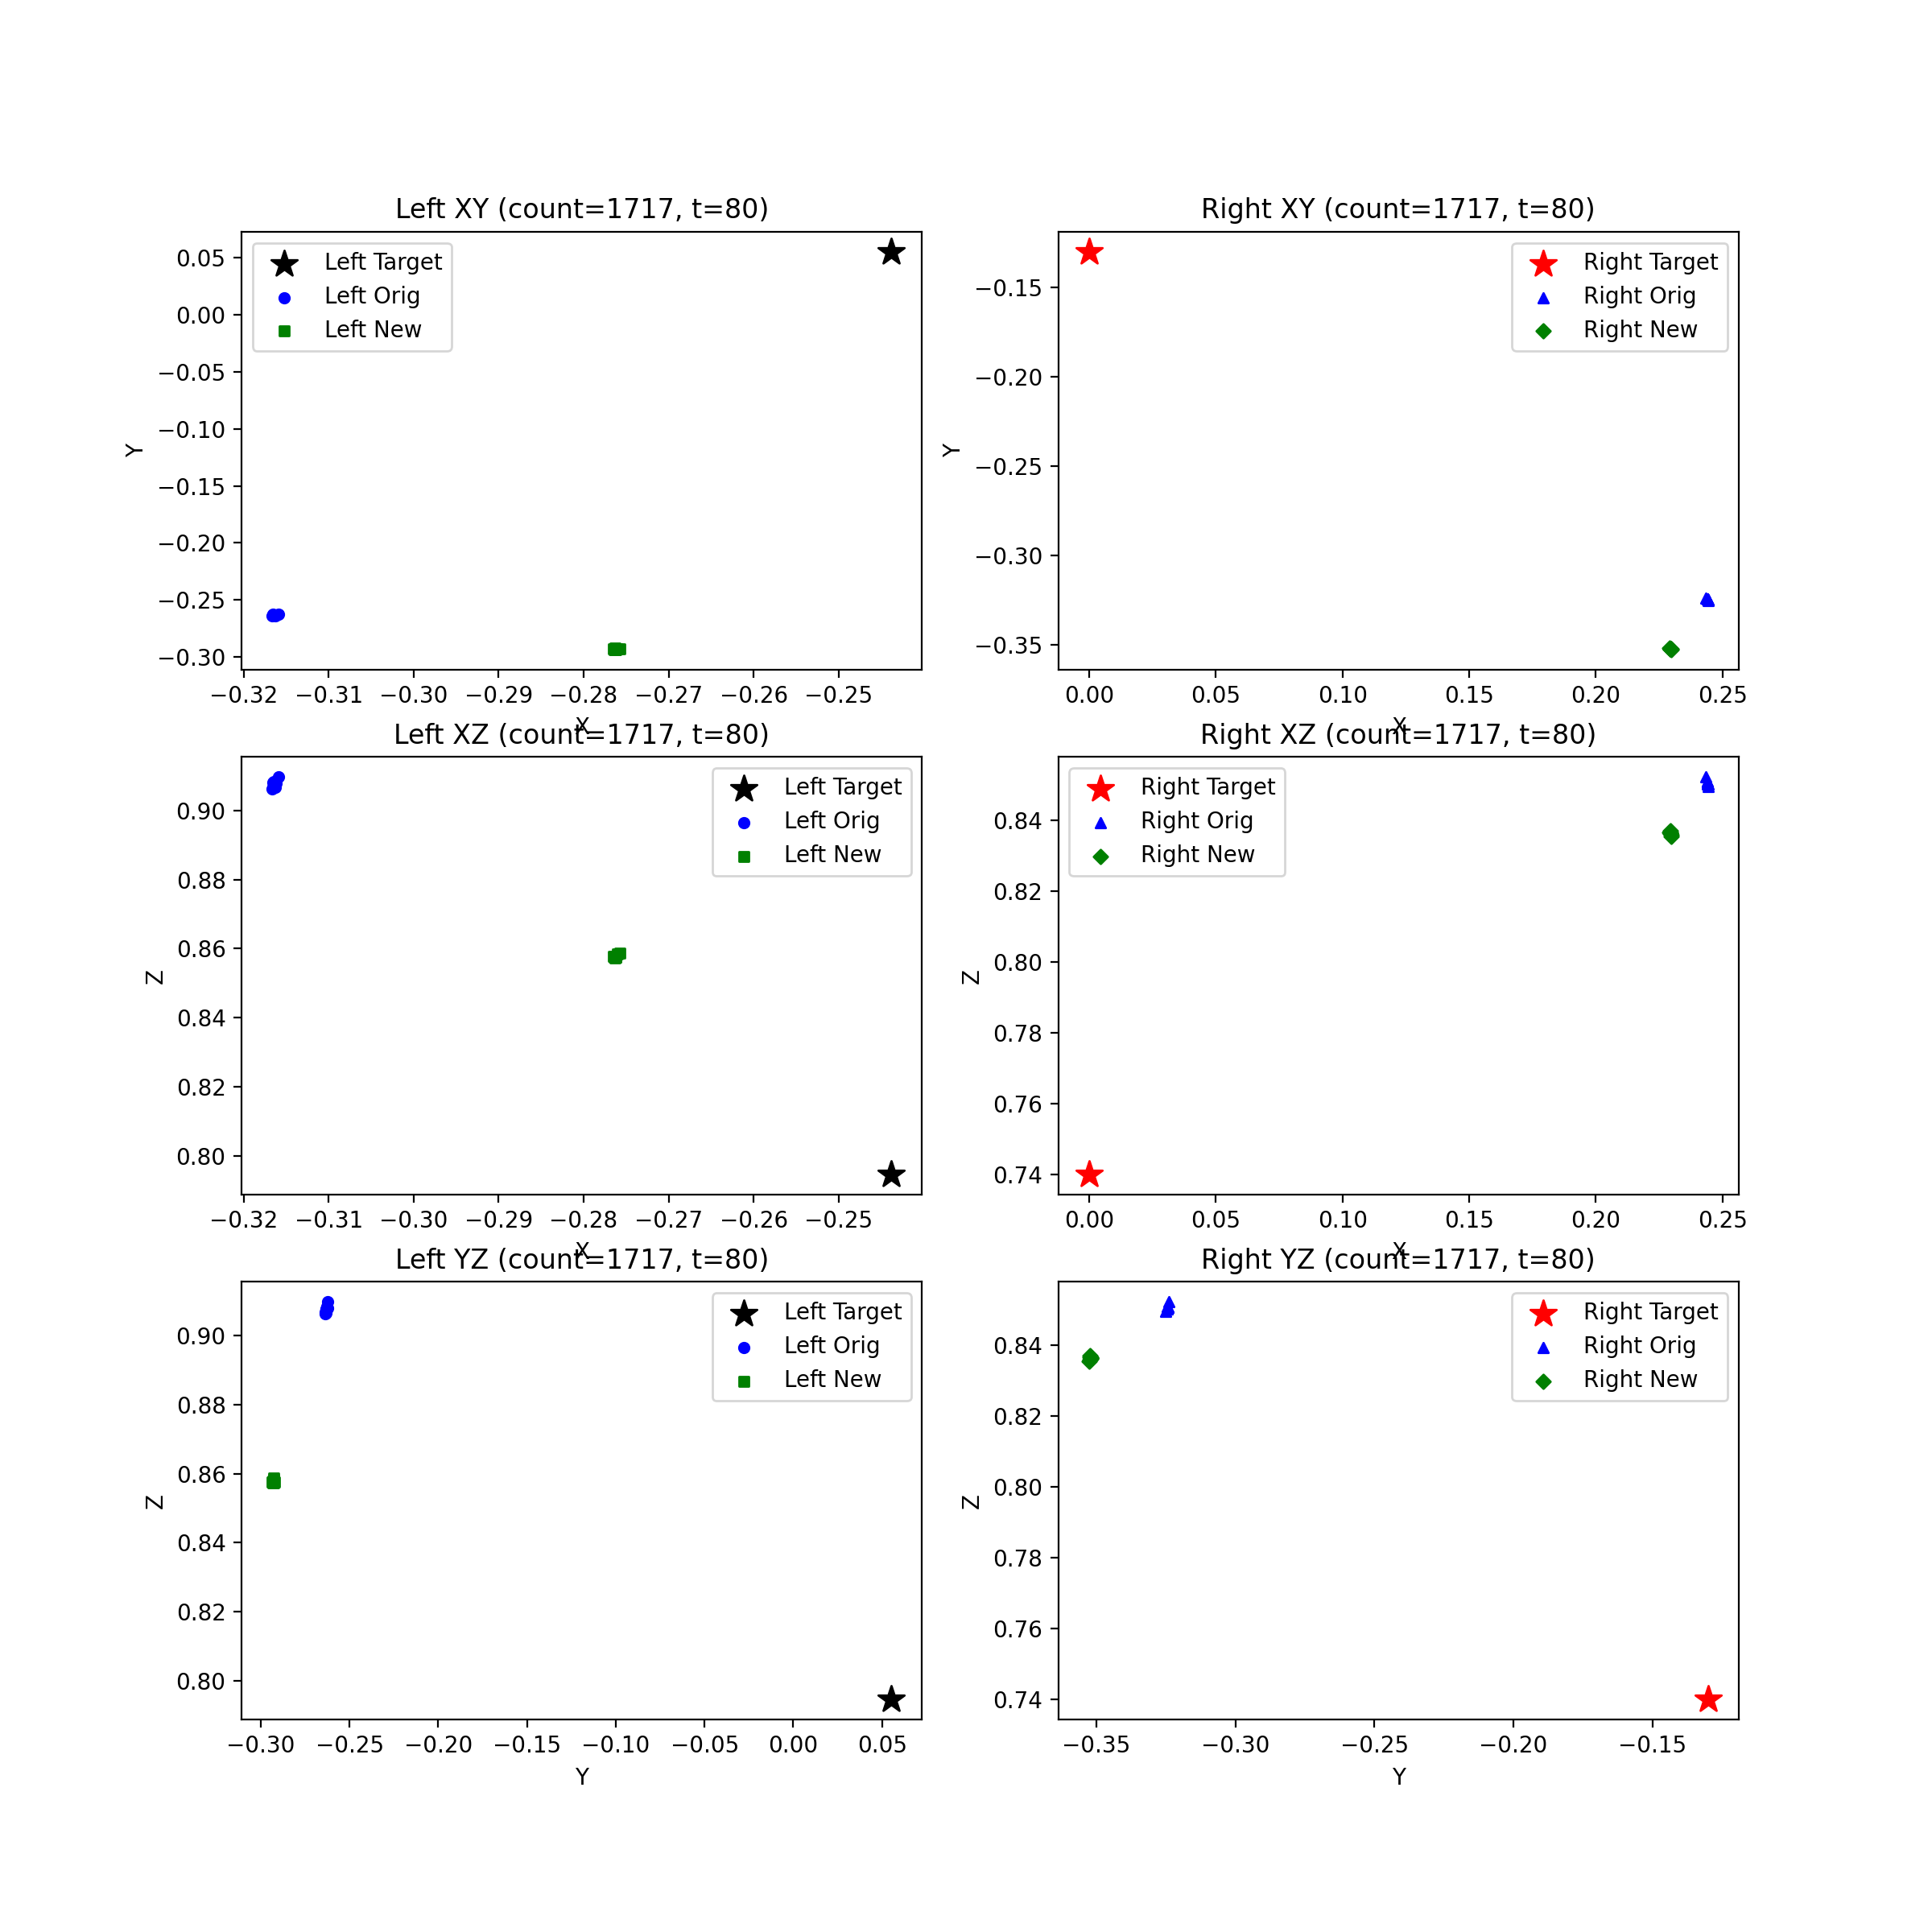 Left XY (count=1717, t=80)
Left Target
Left Orig
Left New
0.05
0.00
−0.05
−0.10
−0.15
−0.20
−0.25
−0.30
Y
−0.32 −0.31 −0.30 −0.29 −0.28 −0.27 −0.26 −0.25
X
Right XY (count=1717, t=80)
Right Target
Right Orig
Right New
−0.15
−0.20
−0.25
−0.30
−0.35
Y
0.00 0.05 0.10 0.15 0.20 0.25
X
Left XZ (count=1717, t=80)
Left Target
Left Orig
Left New
0.90
0.88
0.86
0.84
0.82
0.80
Z
−0.32 −0.31 −0.30 −0.29 −0.28 −0.27 −0.26 −0.25
X
Right XZ (count=1717, t=80)
Right Target
Right Orig
Right New
0.84
0.82
0.80
0.78
0.76
0.74
Z
0.00 0.05 0.10 0.15 0.20 0.25
X
Left YZ (count=1717, t=80)
Left Target
Left Orig
Left New
0.90
0.88
0.86
0.84
0.82
0.80
Z
−0.30 −0.25 −0.20 −0.15 −0.10 −0.05 0.00 0.05
Y
Right YZ (count=1717, t=80)
Right Target
Right Orig
Right New
0.84
0.82
0.80
0.78
0.76
0.74
Z
−0.35 −0.30 −0.25 −0.20 −0.15
Y